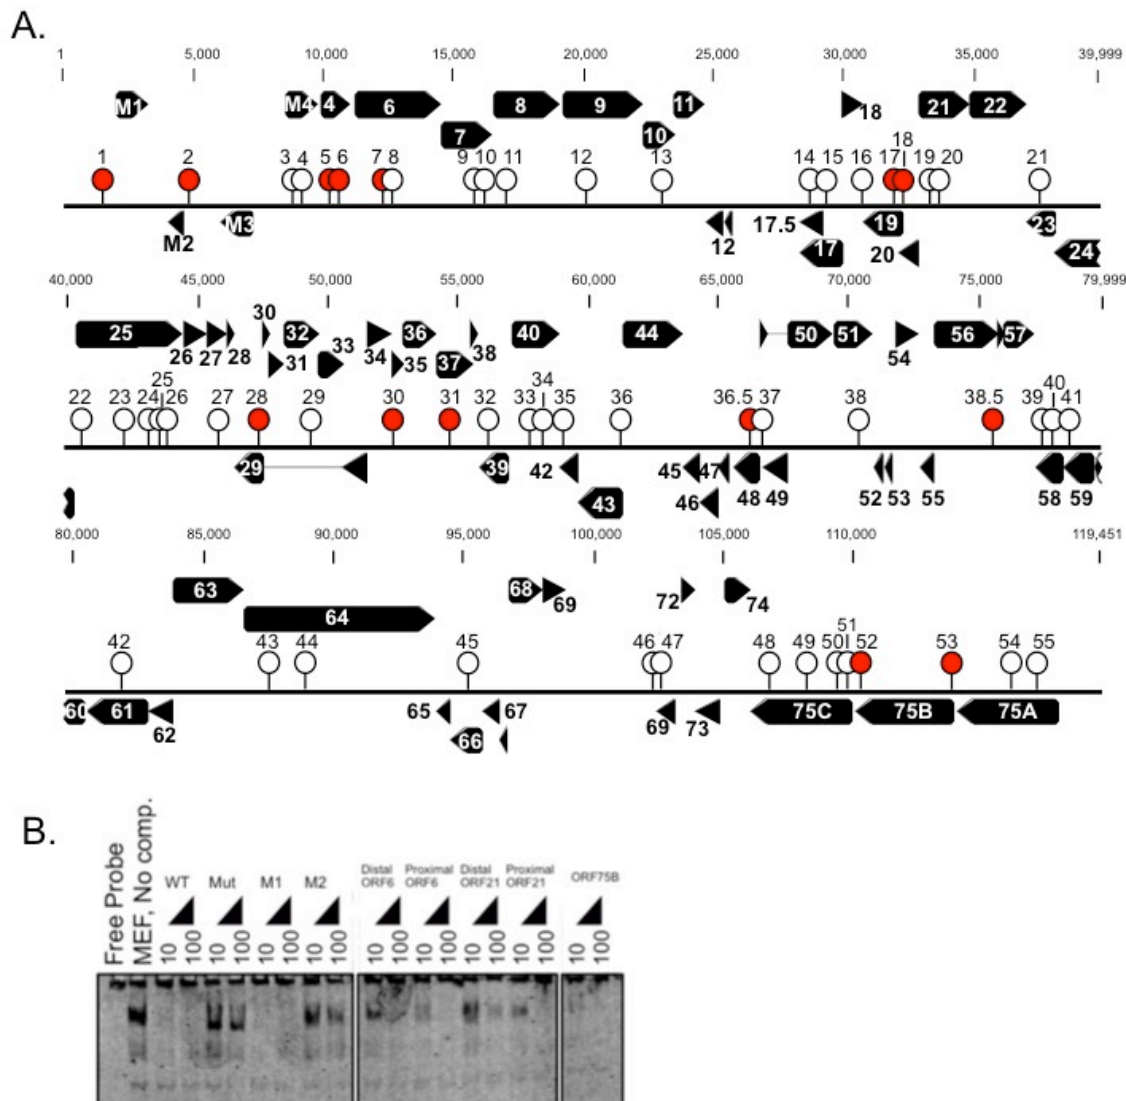 A.
1 5,000 10,000 15,000 20,000 25,000 30,000 35,000 39,999
M1 M4 4 6 8 9 11 18 21 22
7 10
18
1 2 3 4 5 6 7 8 9 10 11 12 13 14 15 16 17 19 20 21
M3 17.5 19 23
M2 12 17 20 24
40,000 45,000 50,000 55,000 60,000 65,000 70,000 75,000 79,999
30
25 32 36 40 44 50 51 56 57
26 27 28 33 34 38 54
31 35 37
25 34 40
22 23 24 26 27 28 29 30 31 32 33 35 36 36.5 37 38 38.5 39 41
29 39 42 45 47 48 49 52 53 55 58 59
43 46
80,000 85,000 90,000 95,000 100,000 105,000 110,000 119,451
63 68 72
69 74
64
51
42 43 44 45 46 47 48 49 50 52 53 54 55
60 61 65 67 75C 75B 75A
62 66 69 73
B.
Free Probe
MEF, No comp.
WT Mut M1 M2
Distal ORF6 Proximal ORF6 Distal ORF21 Proximal ORF21
ORF75B
10 100 10 100 10 100 10 100 10 100 10 100 10 100 10 100 10 100